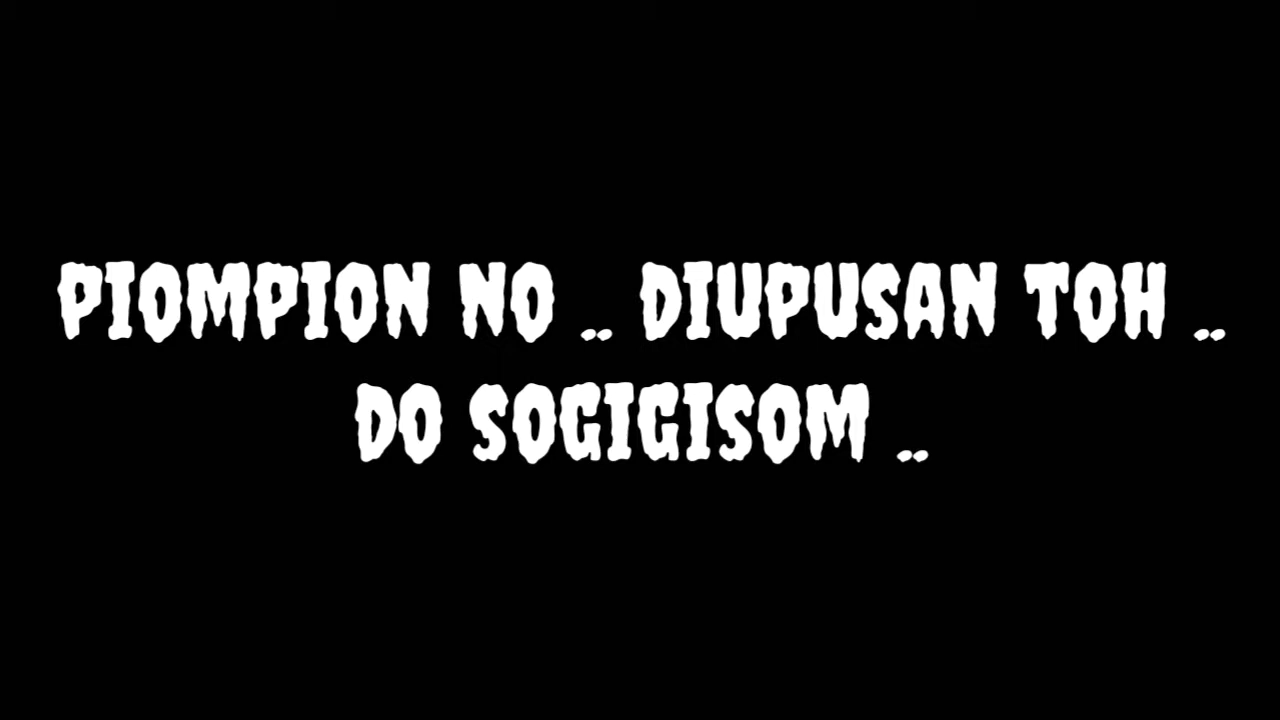 PIOMPION NO .. DIUPUSAN TOH ..
DO SOGIGISOM ..